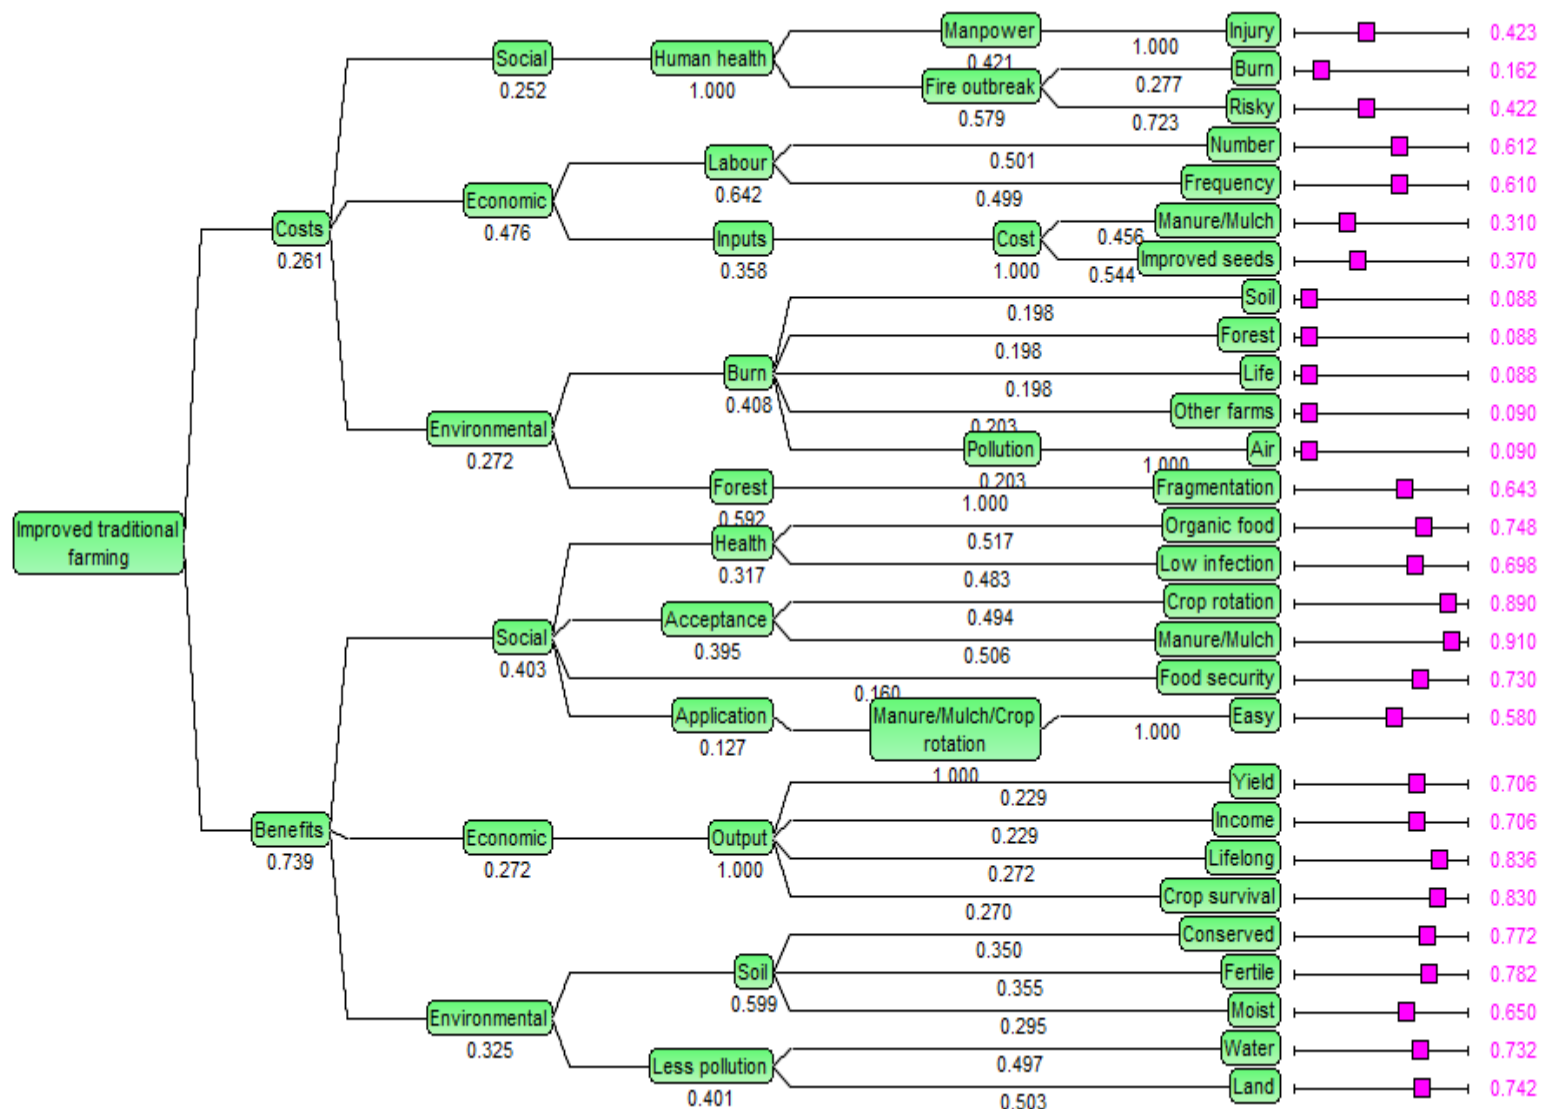 Manpower
Injury
0.423
1.000
Social
Human health
0.421
Burn
0.162
0.252
1.000
Fire outbreak
0.277
0.579
Risky
0.422
0.723
Number
0.612
Labour
0.501
0.642
Frequency
0.610
Economic
0.499
0.476
Manure/Mulch
0.310
Costs
Inputs
Cost
0.456
0.261
0.358
1.000
Improved seeds
0.370
0.544
Soil
0.088
0.198
Forest
0.088
0.198
Burn
Life
0.088
0.408
0.198
Other farms
0.090
Environmental
0.203
0.272
Pollution
Air
0.090
1.000
0.203
Forest
Fragmentation
0.643
1.000
0.592
Improved traditional
farming
Organic food
0.748
Health
0.517
0.317
Low infection
0.698
0.483
Crop rotation
0.890
Acceptance
0.494
Social
0.395
Manure/Mulch
0.910
0.403
0.506
Food security
0.730
0.160
Application
Manure/Mulch/Crop
rotation
Easy
0.580
0.127
1.000
1.000
Yield
0.706
0.229
Income
0.706
Benefits
Economic
Output
0.229
0.739
0.272
1.000
Lifelong
0.836
0.272
Crop survival
0.830
0.270
Conserved
0.772
0.350
Soil
Fertile
0.782
0.599
0.355
Environmental
Moist
0.650
0.325
0.295
Water
0.732
Less pollution
0.497
0.401
Land
0.742
0.503